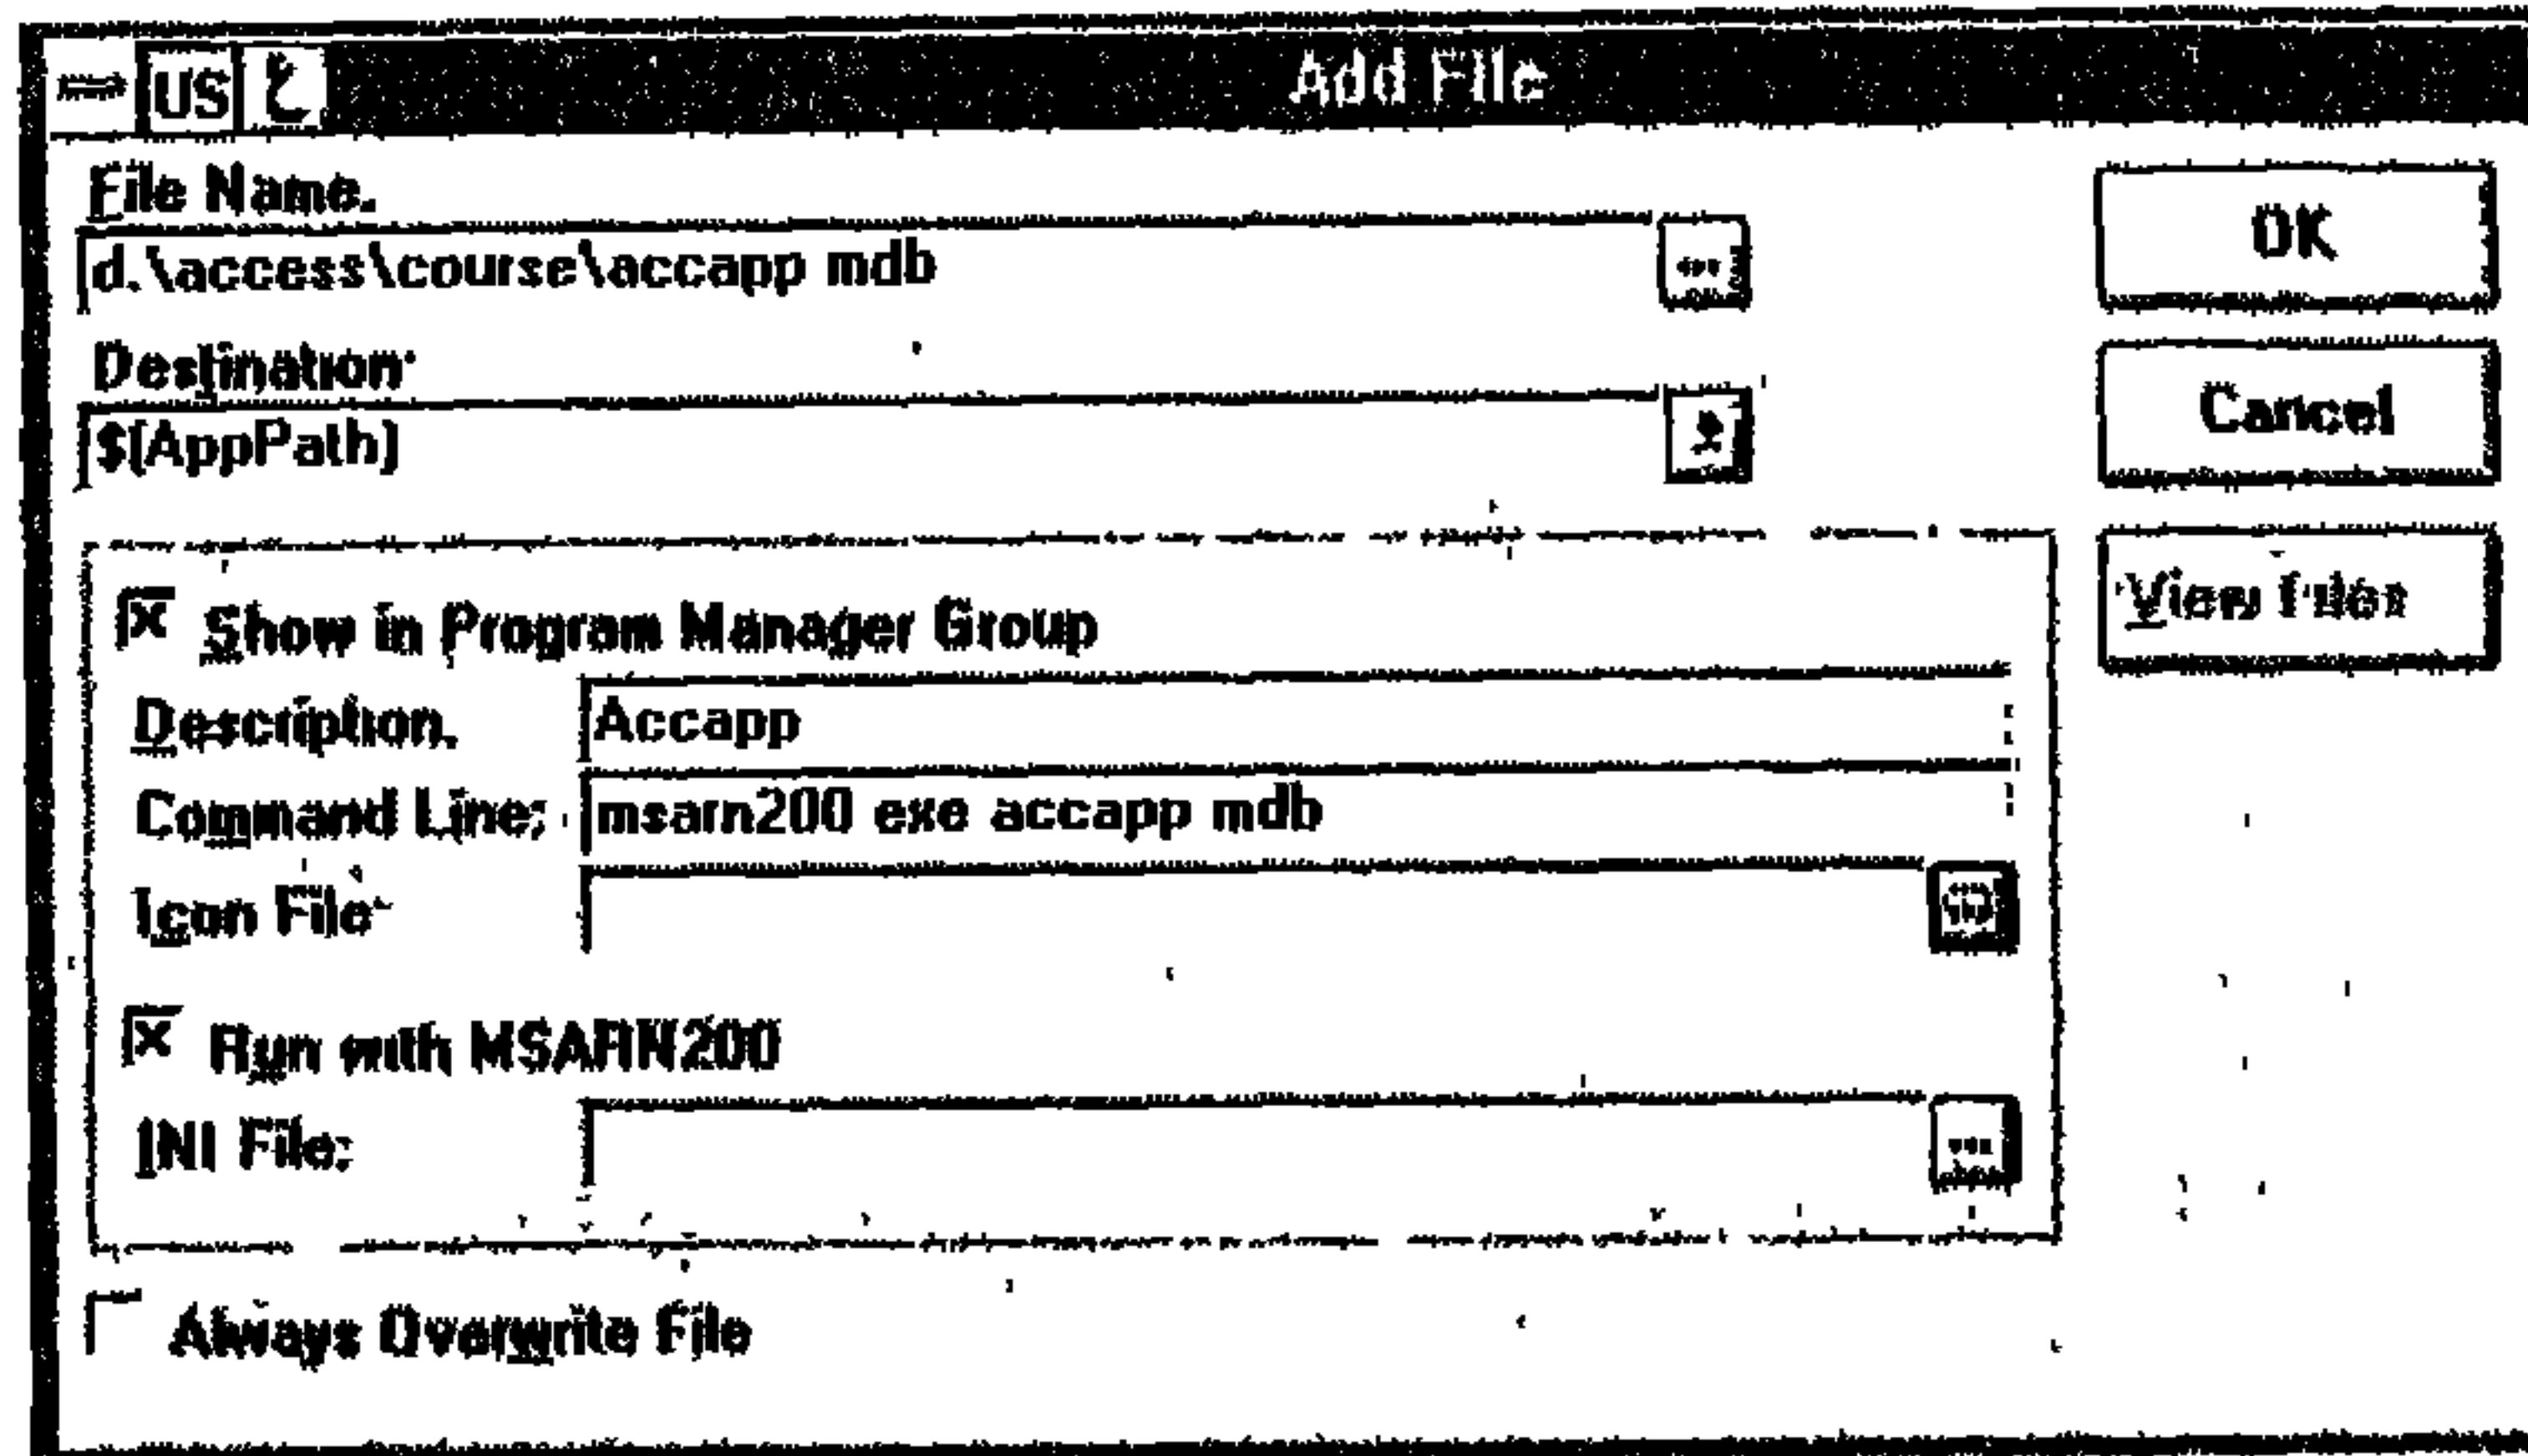 US ع Add File
File Name.
d.\access\course\accapp mdb
OK
Destination
$(AppPath)
Cancel
View Files
Show in Program Manager Group
Description.
Accapp
Command Line:
msarn200 exe accapp mdb
Icon File
Run with MSARN200
INI File:
Always Overwrite File